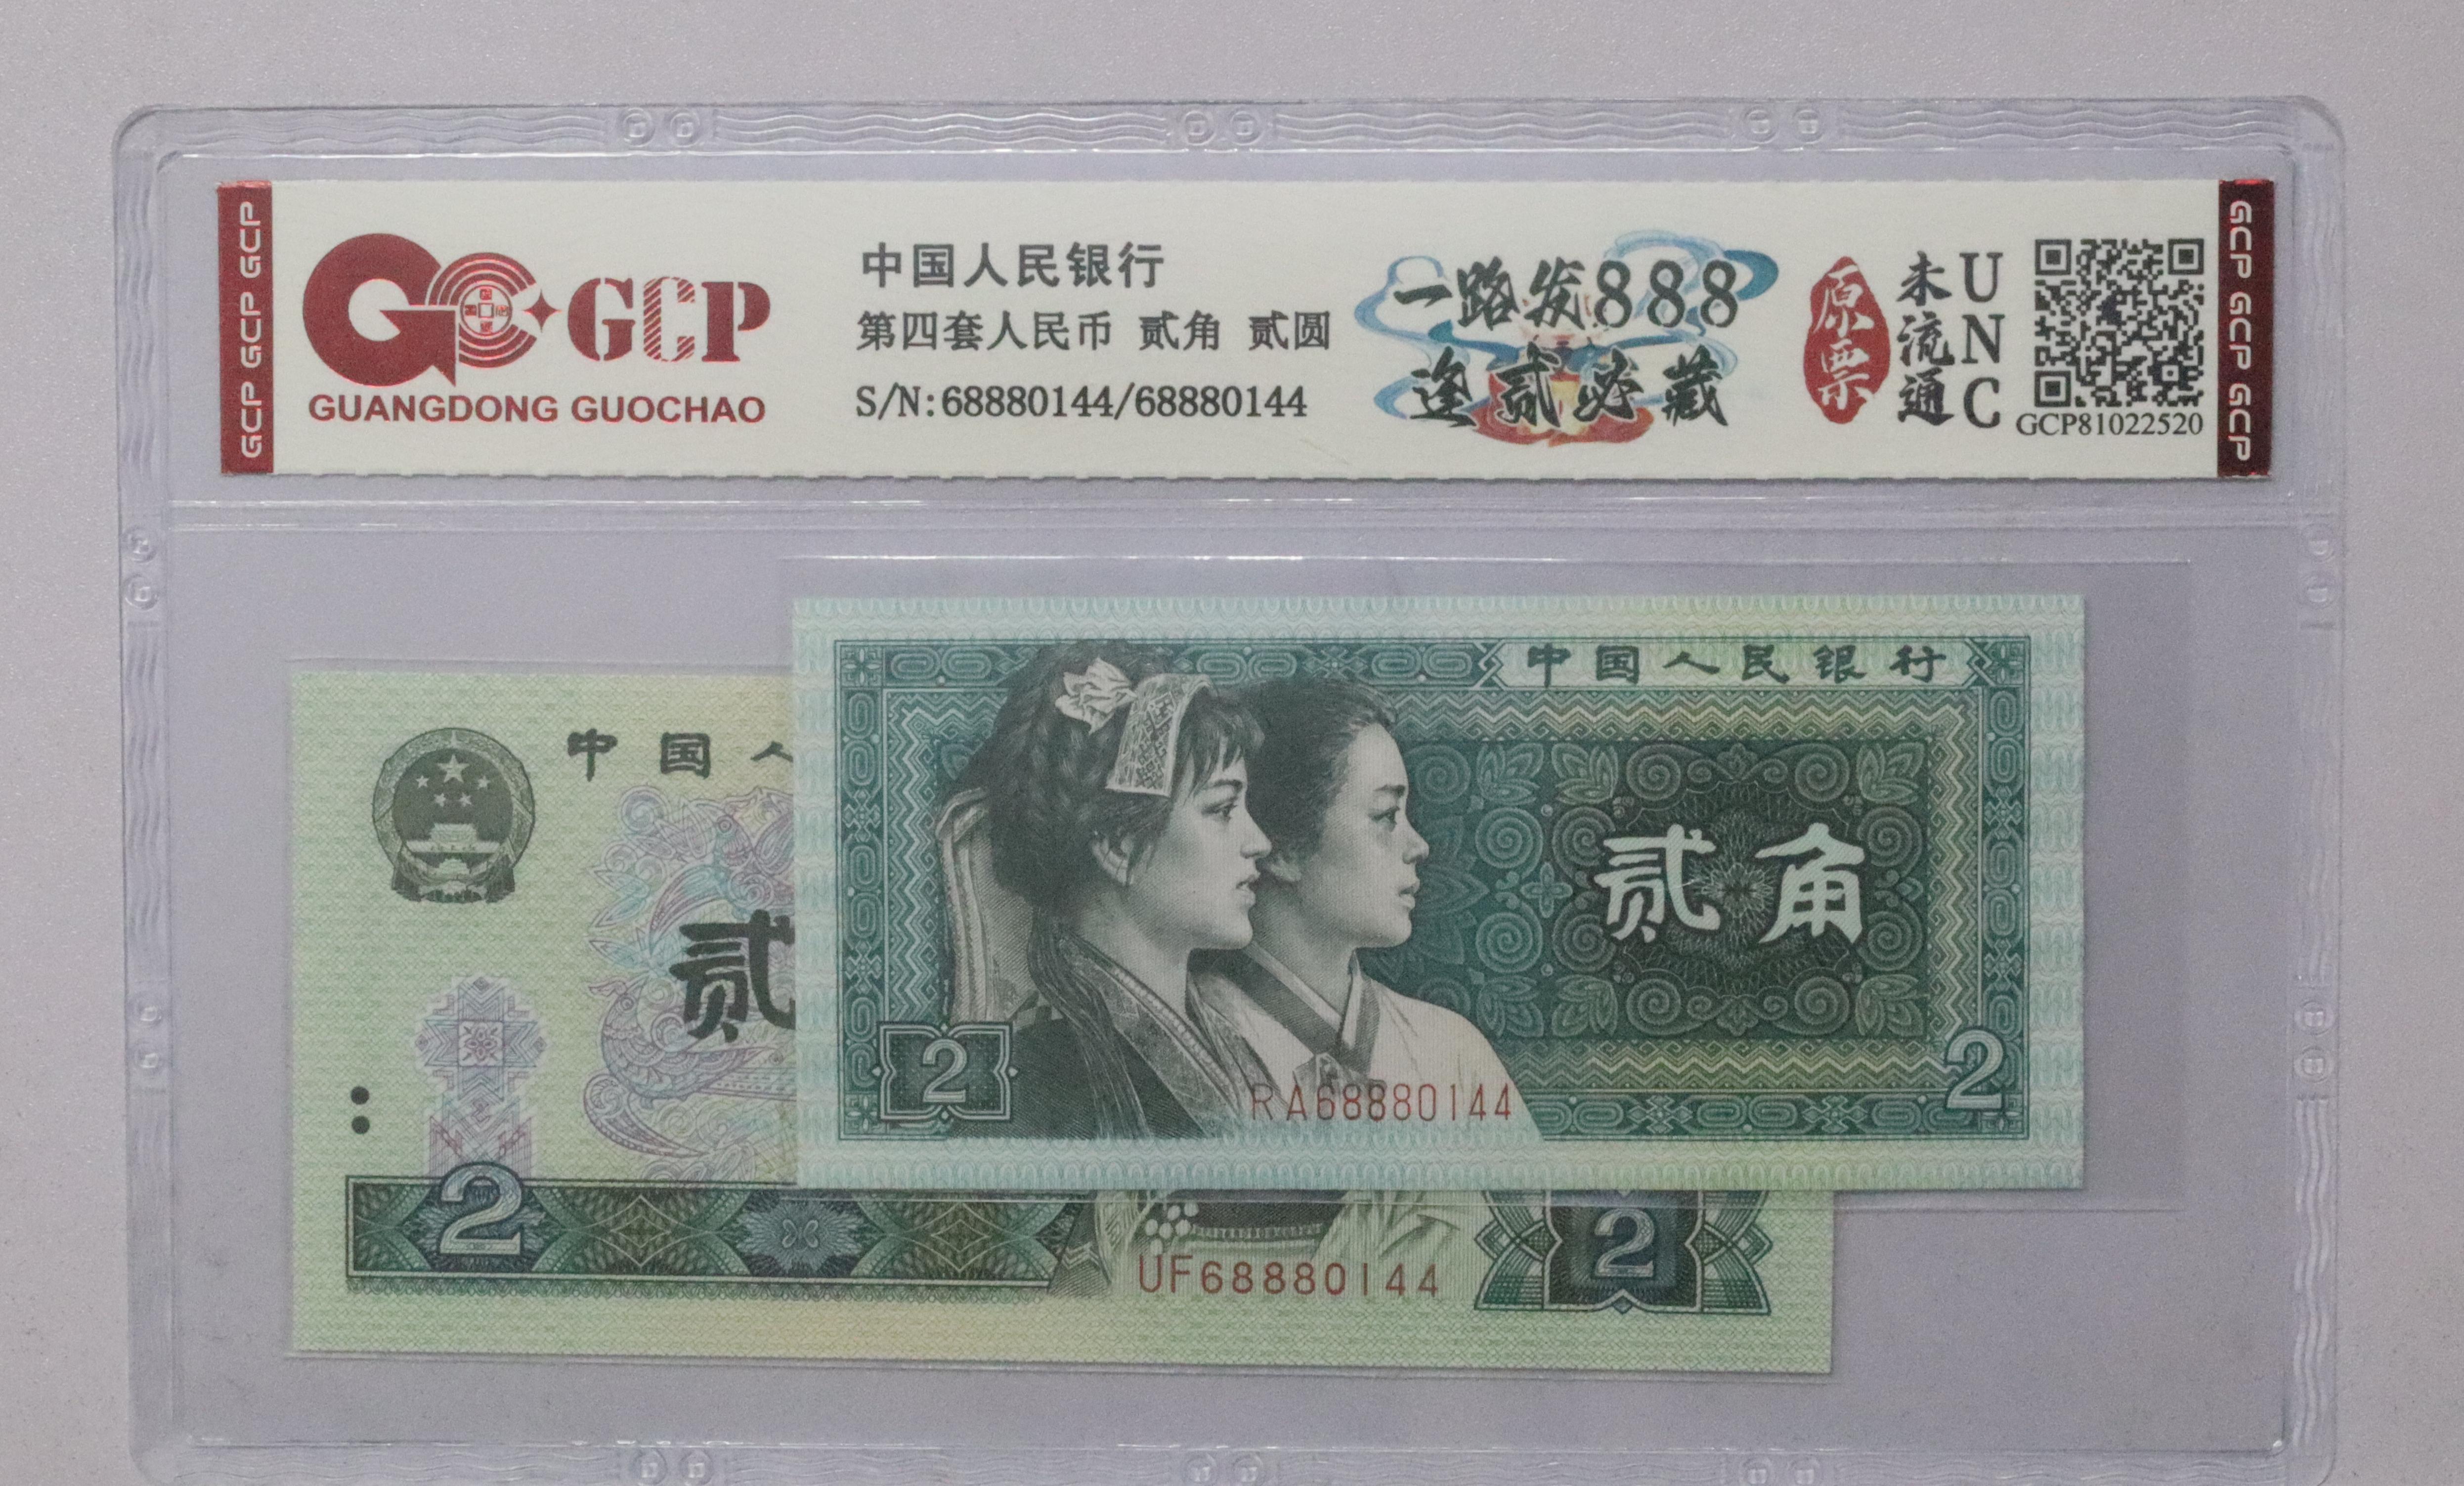 GCP GCP GCP
GCP
GUANGDONG GUOCHAO
中国人民银行
第四套人民币 贰角 贰圆
S/N:68880144/68880144
一路发888
逢贰必藏
原票
未流通
UNC
GCP81022520
GCP GCP GCP
中国人民银行
贰角
2
2
RA68880144
中国人
贰
2
2
UF68880144